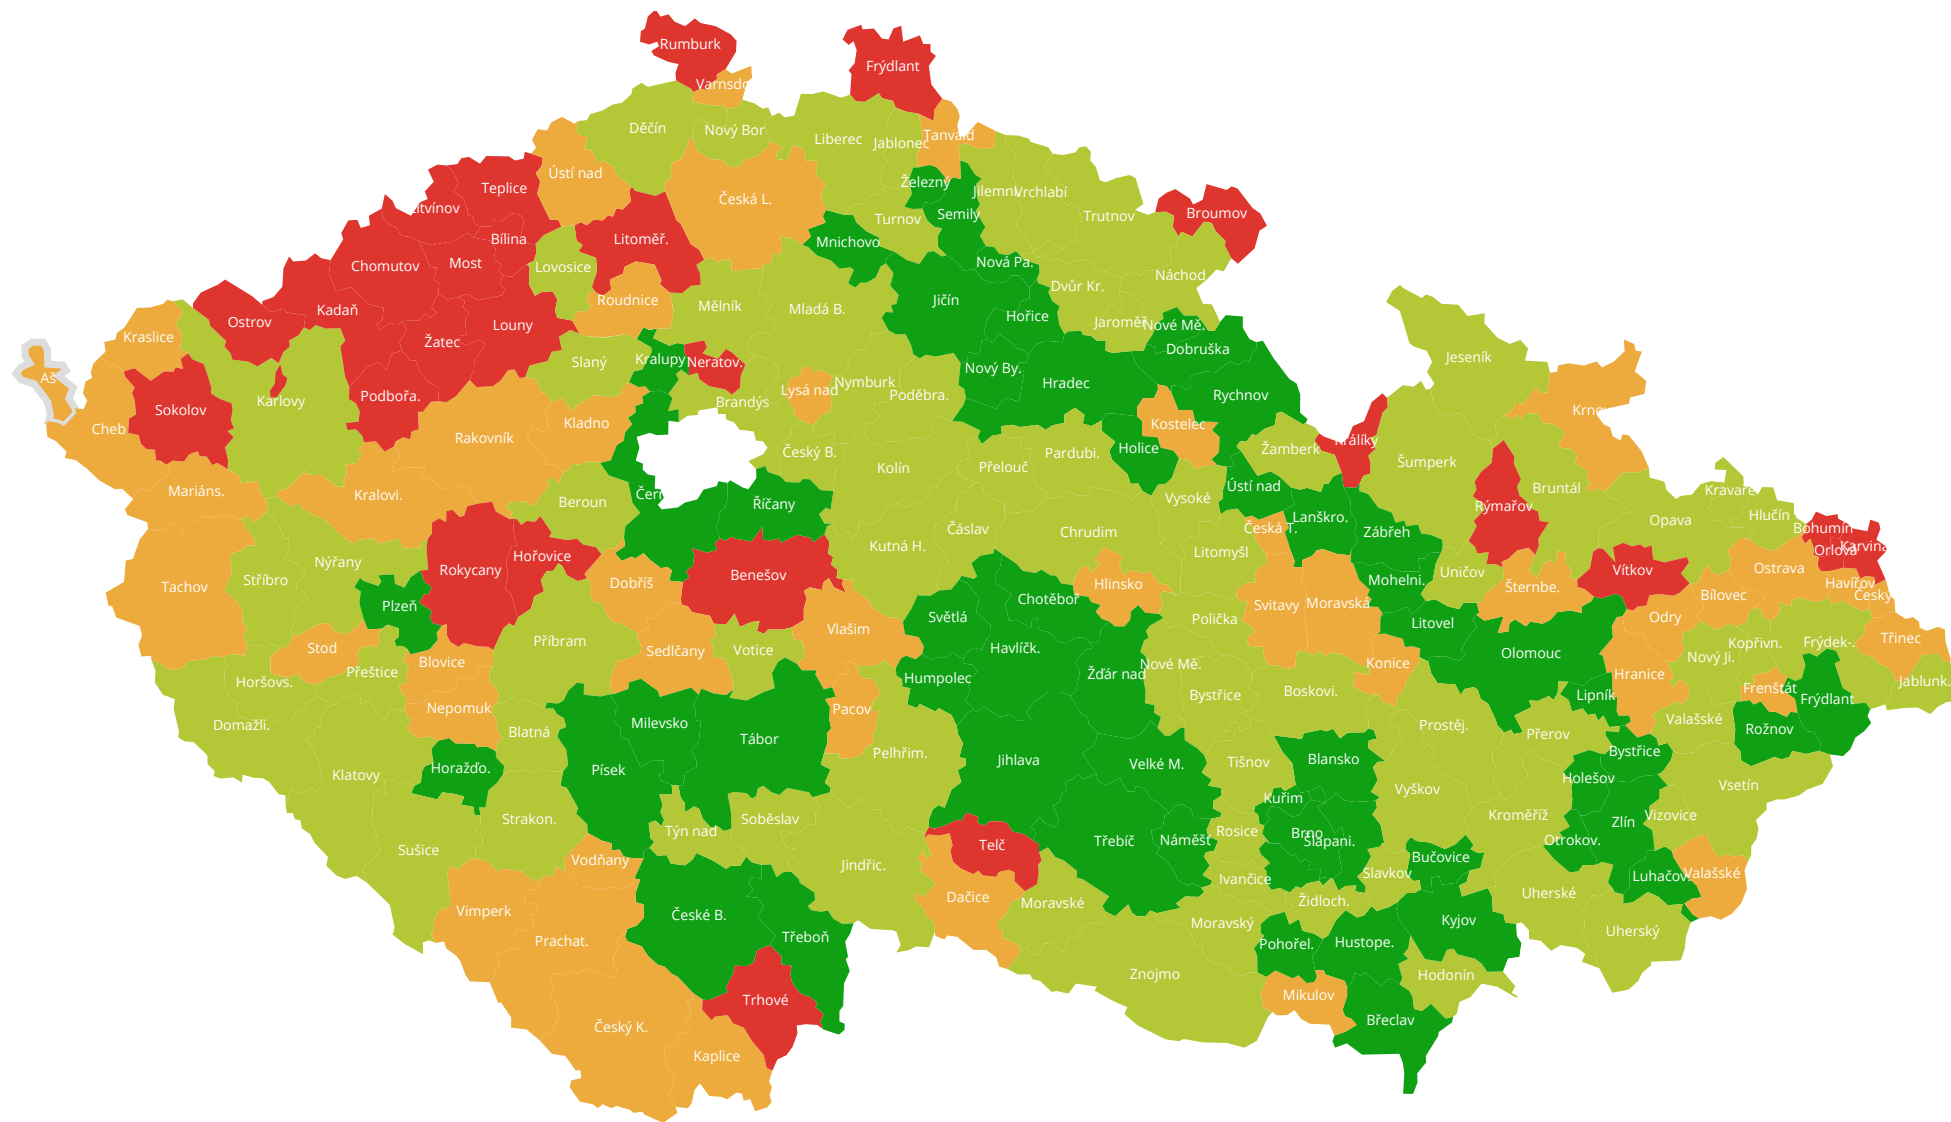 Rumburk
Frýdlant
Varnsdo
Děčín
Nový Bor
Liberec
Jablonec
Tanvald
Ústí nad
Teplice
Česká L.
Železný
Jilemni
Vrchlabí
Litvínov
Semily
Turnov
Trutnov
Broumov
Bílina
Litoměř.
Mnichovo
Chomutov
Most
Lovosice
Nová Pa.
Náchod
Dvůr Kr.
Roudnice
Mělník
Mladá B.
Jičín
Kadaň
Hořice
Ostrov
Louny
Jaroměř
Nové Mě.
Kraslice
Žatec
Dobruška
Slaný
Kralupy
Neratov.
Jeseník
Nový By.
Hradec
Aš
Lysá nad
Nymburk
Poděbra.
Rychnov
Podbořa.
Karlovy
Brandýs
Sokolov
Kladno
Kostelec
Krnov
Cheb
Rakovník
Králíky
Holice
Žamberk
Český B.
Pardubi.
Šumperk
Kolín
Přelouč
Mariáns.
Kralovi.
Ústí nad
Bruntál
Kravaře
Beroun
Čern
Říčany
Vysoké
Rýmařov
Hlučín
Lanškro.
Opava
Čáslav
Chrudim
Česká T.
Zábřeh
Bohumín
Kutná H.
Litomyšl
Karviná
Orlová
Hořovice
Nýřany
Rokycany
Benešov
Uničov
Vítkov
Ostrava
Stříbro
Tachov
Dobříš
Hlinsko
Mohelni.
Šternbe.
Havířov
Bílovec
Český
Chotěboř
Svitavy
Moravská
Plzeň
Světlá
Polička
Odry
Litovel
Vlašim
Příbram
Třinec
Frýdek-.
Kopřivn.
Stod
Havlíčk.
Sedlčany
Votice
Olomouc
Nový Ji.
Blovice
Nové Mě.
Konice
Přeštice
Žďár nad
Hranice
Humpolec
Horšovs.
Jablunk.
Frenštát
Boskovi.
Bystřice
Lipník
Frýdlant
Nepomuk
Pacov
Milevsko
Valašské
Domažli.
Prostěj.
Rožnov
Blatná
Přerov
Tábor
Pelhřim.
Bystřice
Jihlava
Blansko
Tišnov
Velké M.
Horažďo.
Písek
Klatovy
Holešov
Vsetín
Vyškov
Kuřim
Kroměříž
Vizovice
Strakon.
Soběslav
Zlín
Týn nad
Rosice
Brno
Šlapani.
Třebíč
Náměšť
Otrokov.
Telč
Sušice
Bučovice
Vodňany
Jindřic.
Slavkov
Valašské
Luhačov.
Ivančice
Uherské
Dačice
Židloch.
Moravské
Vimperk
České B.
Kyjov
Moravský
Uherský
Třeboň
Prachat.
Hustope.
Pohořel.
Znojmo
Hodonín
Mikulov
Trhové
Břeclav
Český K.
Kaplice